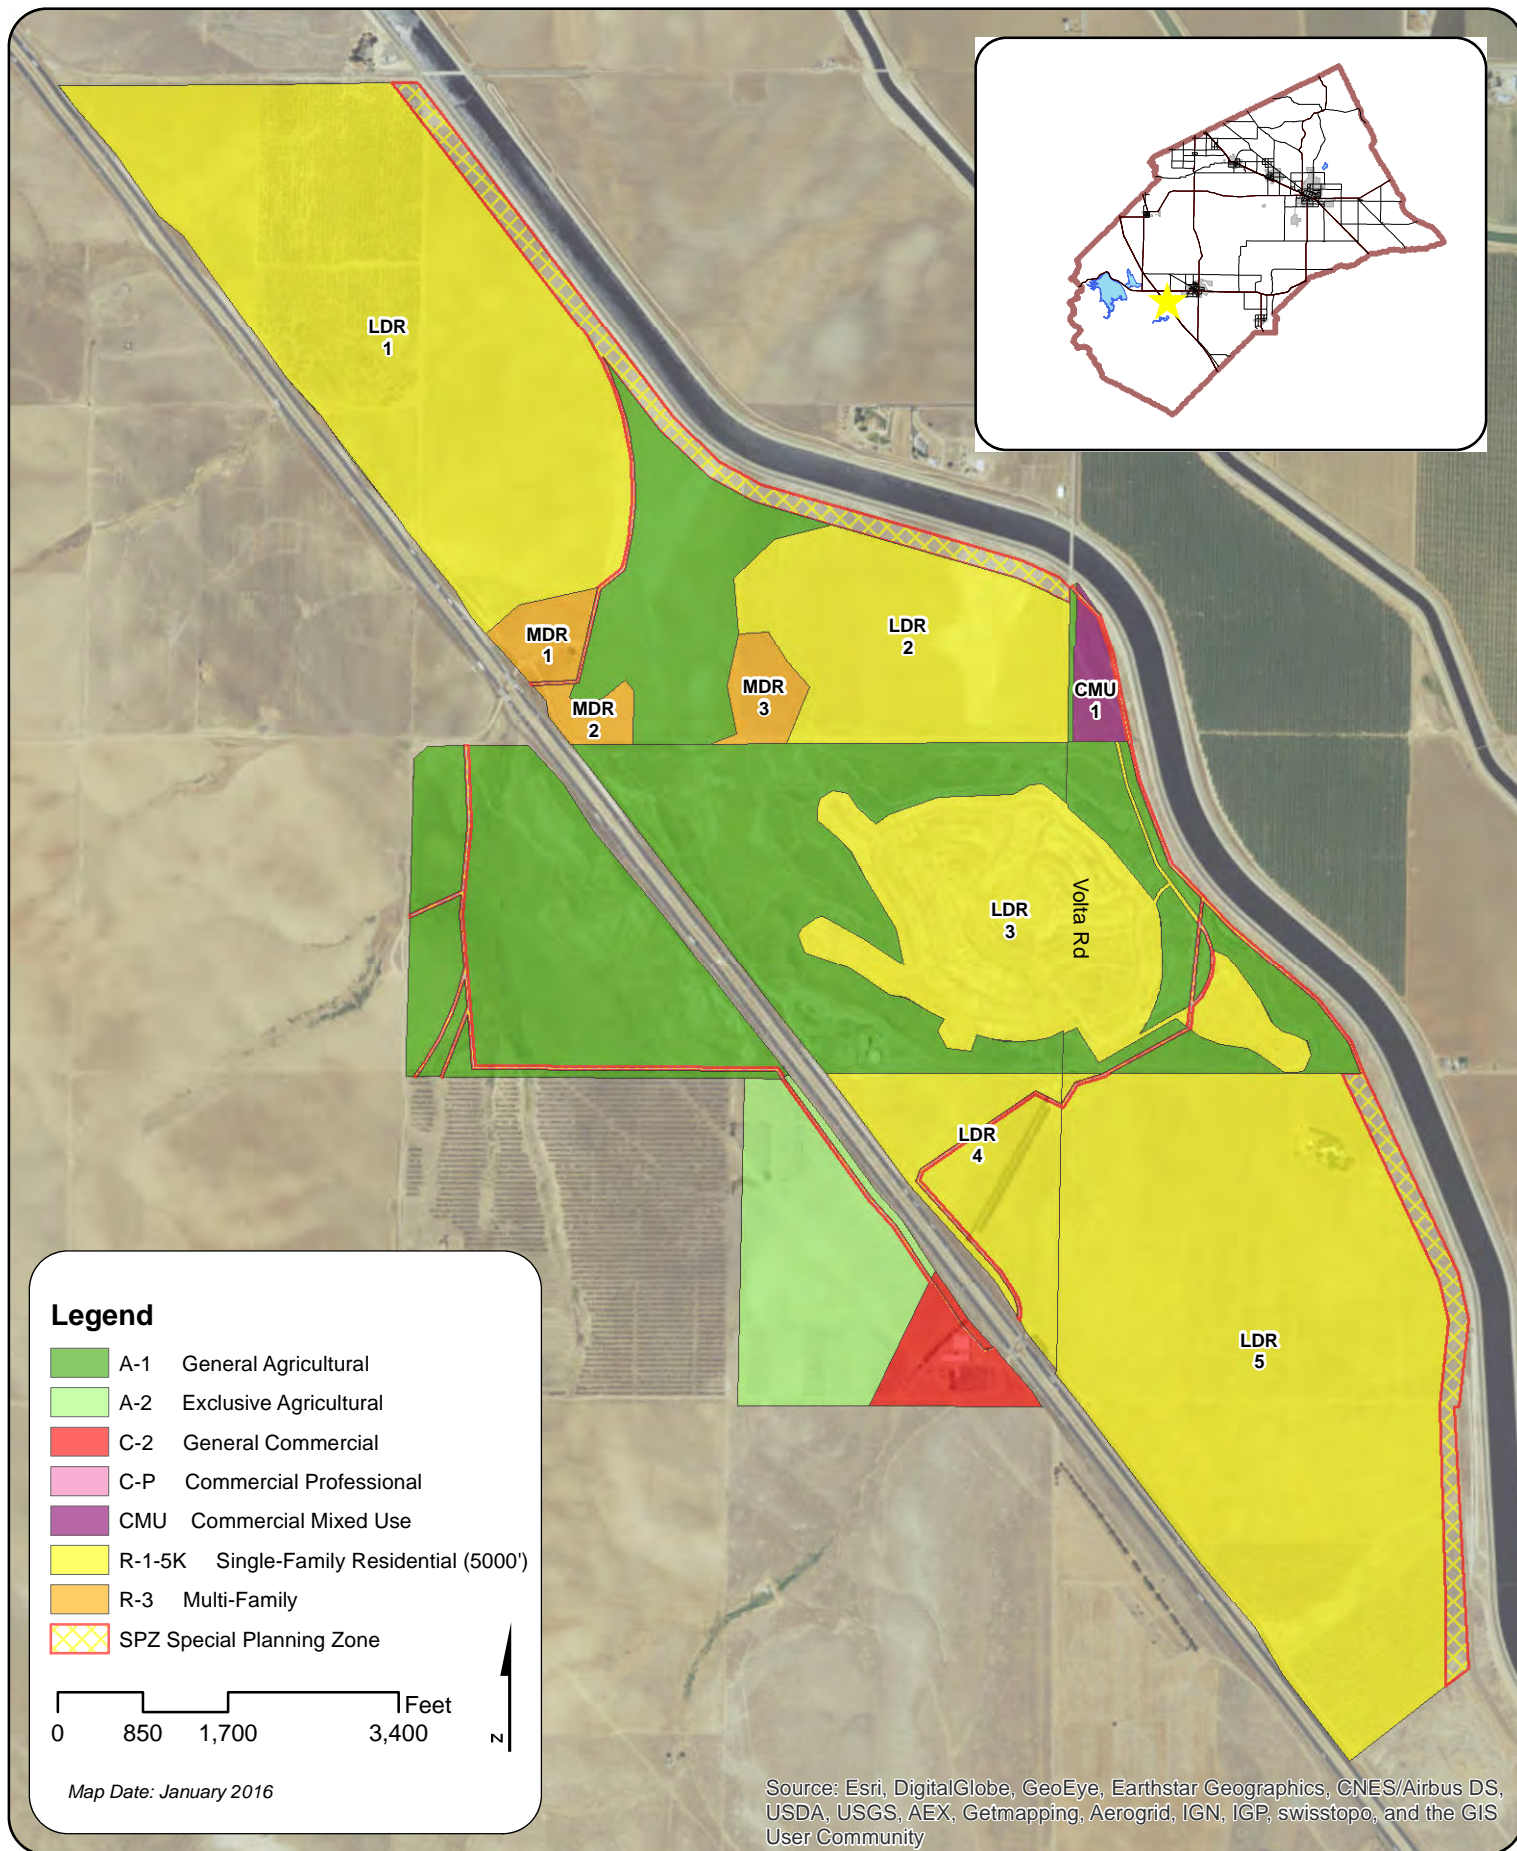 LDR
1
MDR
1
MDR
2
MDR
3
LDR
2
CMU
1
LDR
3
Volta Rd
LDR
4
LDR
5
Legend
A-1 General Agricultural
A-2 Exclusive Agricultural
C-2 General Commercial
C-P Commercial Professional
CMU Commercial Mixed Use
R-1-5K Single-Family Residential (5000')
R-3 Multi-Family
SPZ Special Planning Zone
Feet
0 850 1,700 3,400
Z
Map Date: January 2016
Source: Esri, DigitalGlobe, GeoEye, Earthstar Geographics, CNES/Airbus DS,
USDA, USGS, AEX, Getmapping, Aerogrid, IGN, IGP, swisstopo, and the GIS
User Community